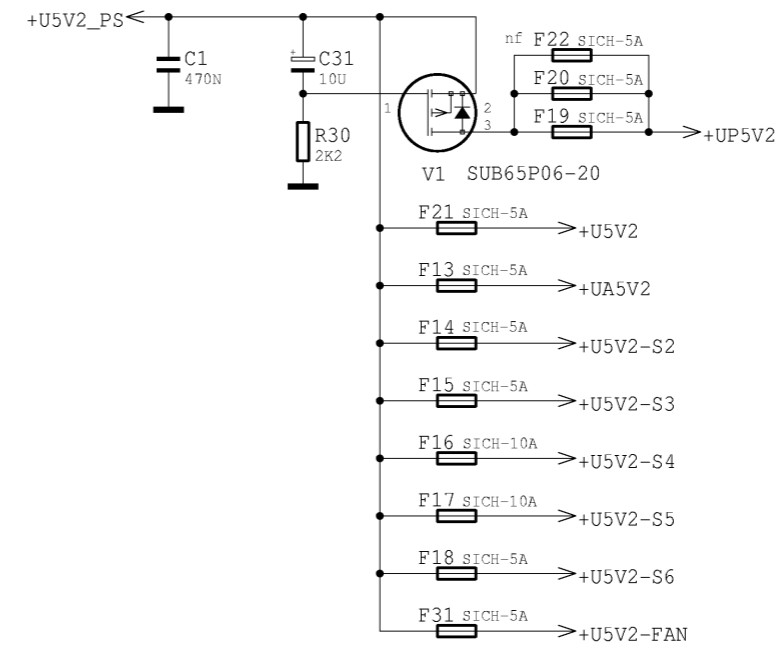 +U5V2_PS
C1
470N
+
C31
10U
R30
2K2
1
2
3
V1 SUB65P06-20
nf F22 SICH-5A
F20 SICH-5A
F19 SICH-5A
+UP5V2
F21 SICH-5A
+U5V2
F13 SICH-5A
+UA5V2
F14 SICH-5A
+U5V2-S2
F15 SICH-5A
+U5V2-S3
F16 SICH-10A
+U5V2-S4
F17 SICH-10A
+U5V2-S5
F18 SICH-5A
+U5V2-S6
F31 SICH-5A
+U5V2-FAN